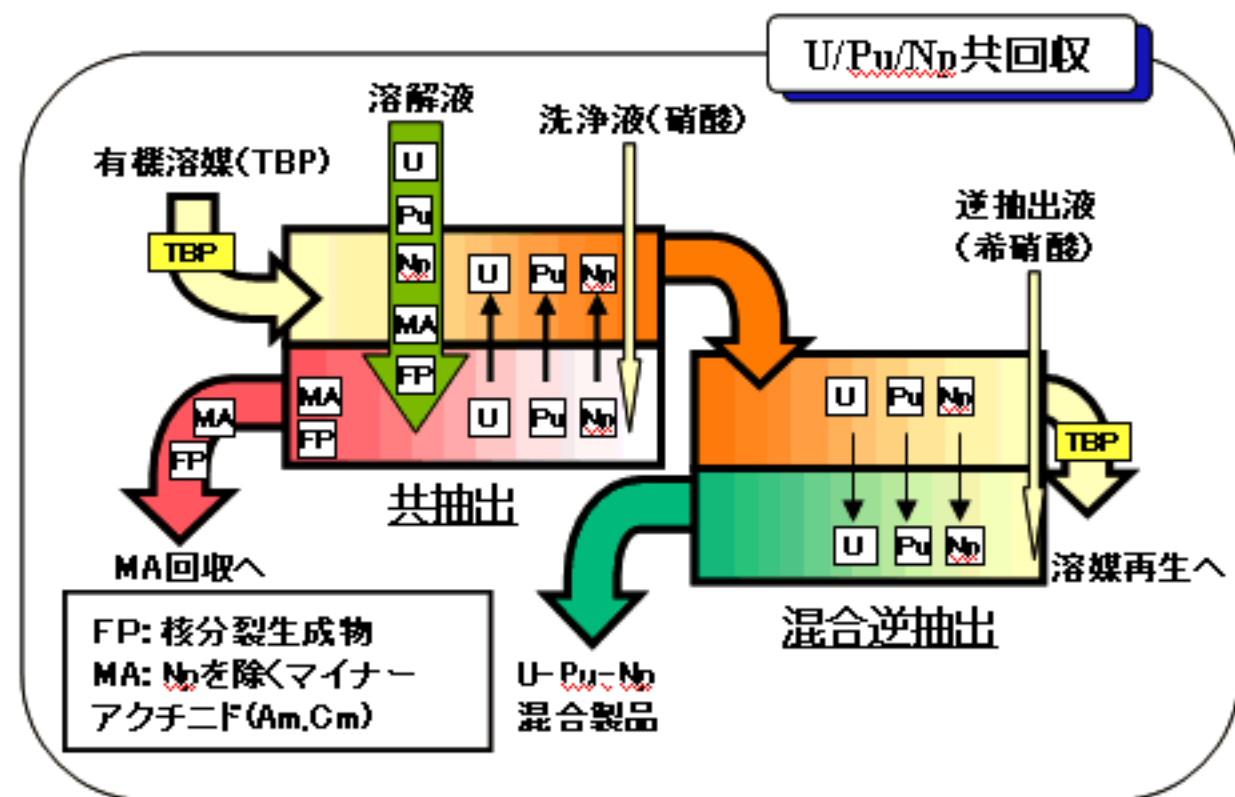 U/Pu/Np共回収
溶解液
洗浄液(硝酸)
有機溶媒(TBP)
逆抽出液
(希硝酸)
TBP
U
Pu
Np
MA
FP
U Pu Np
U Pu Np
MA
FP
MA
FP
共抽出
MA回収へ
U Pu Np
U Pu Np
TBP
溶媒再生へ
混合逆抽出
U-Pu-Np
混合製品
FP: 核分裂生成物
MA: Npを除くマイナー
アクチニド(Am,Cm)